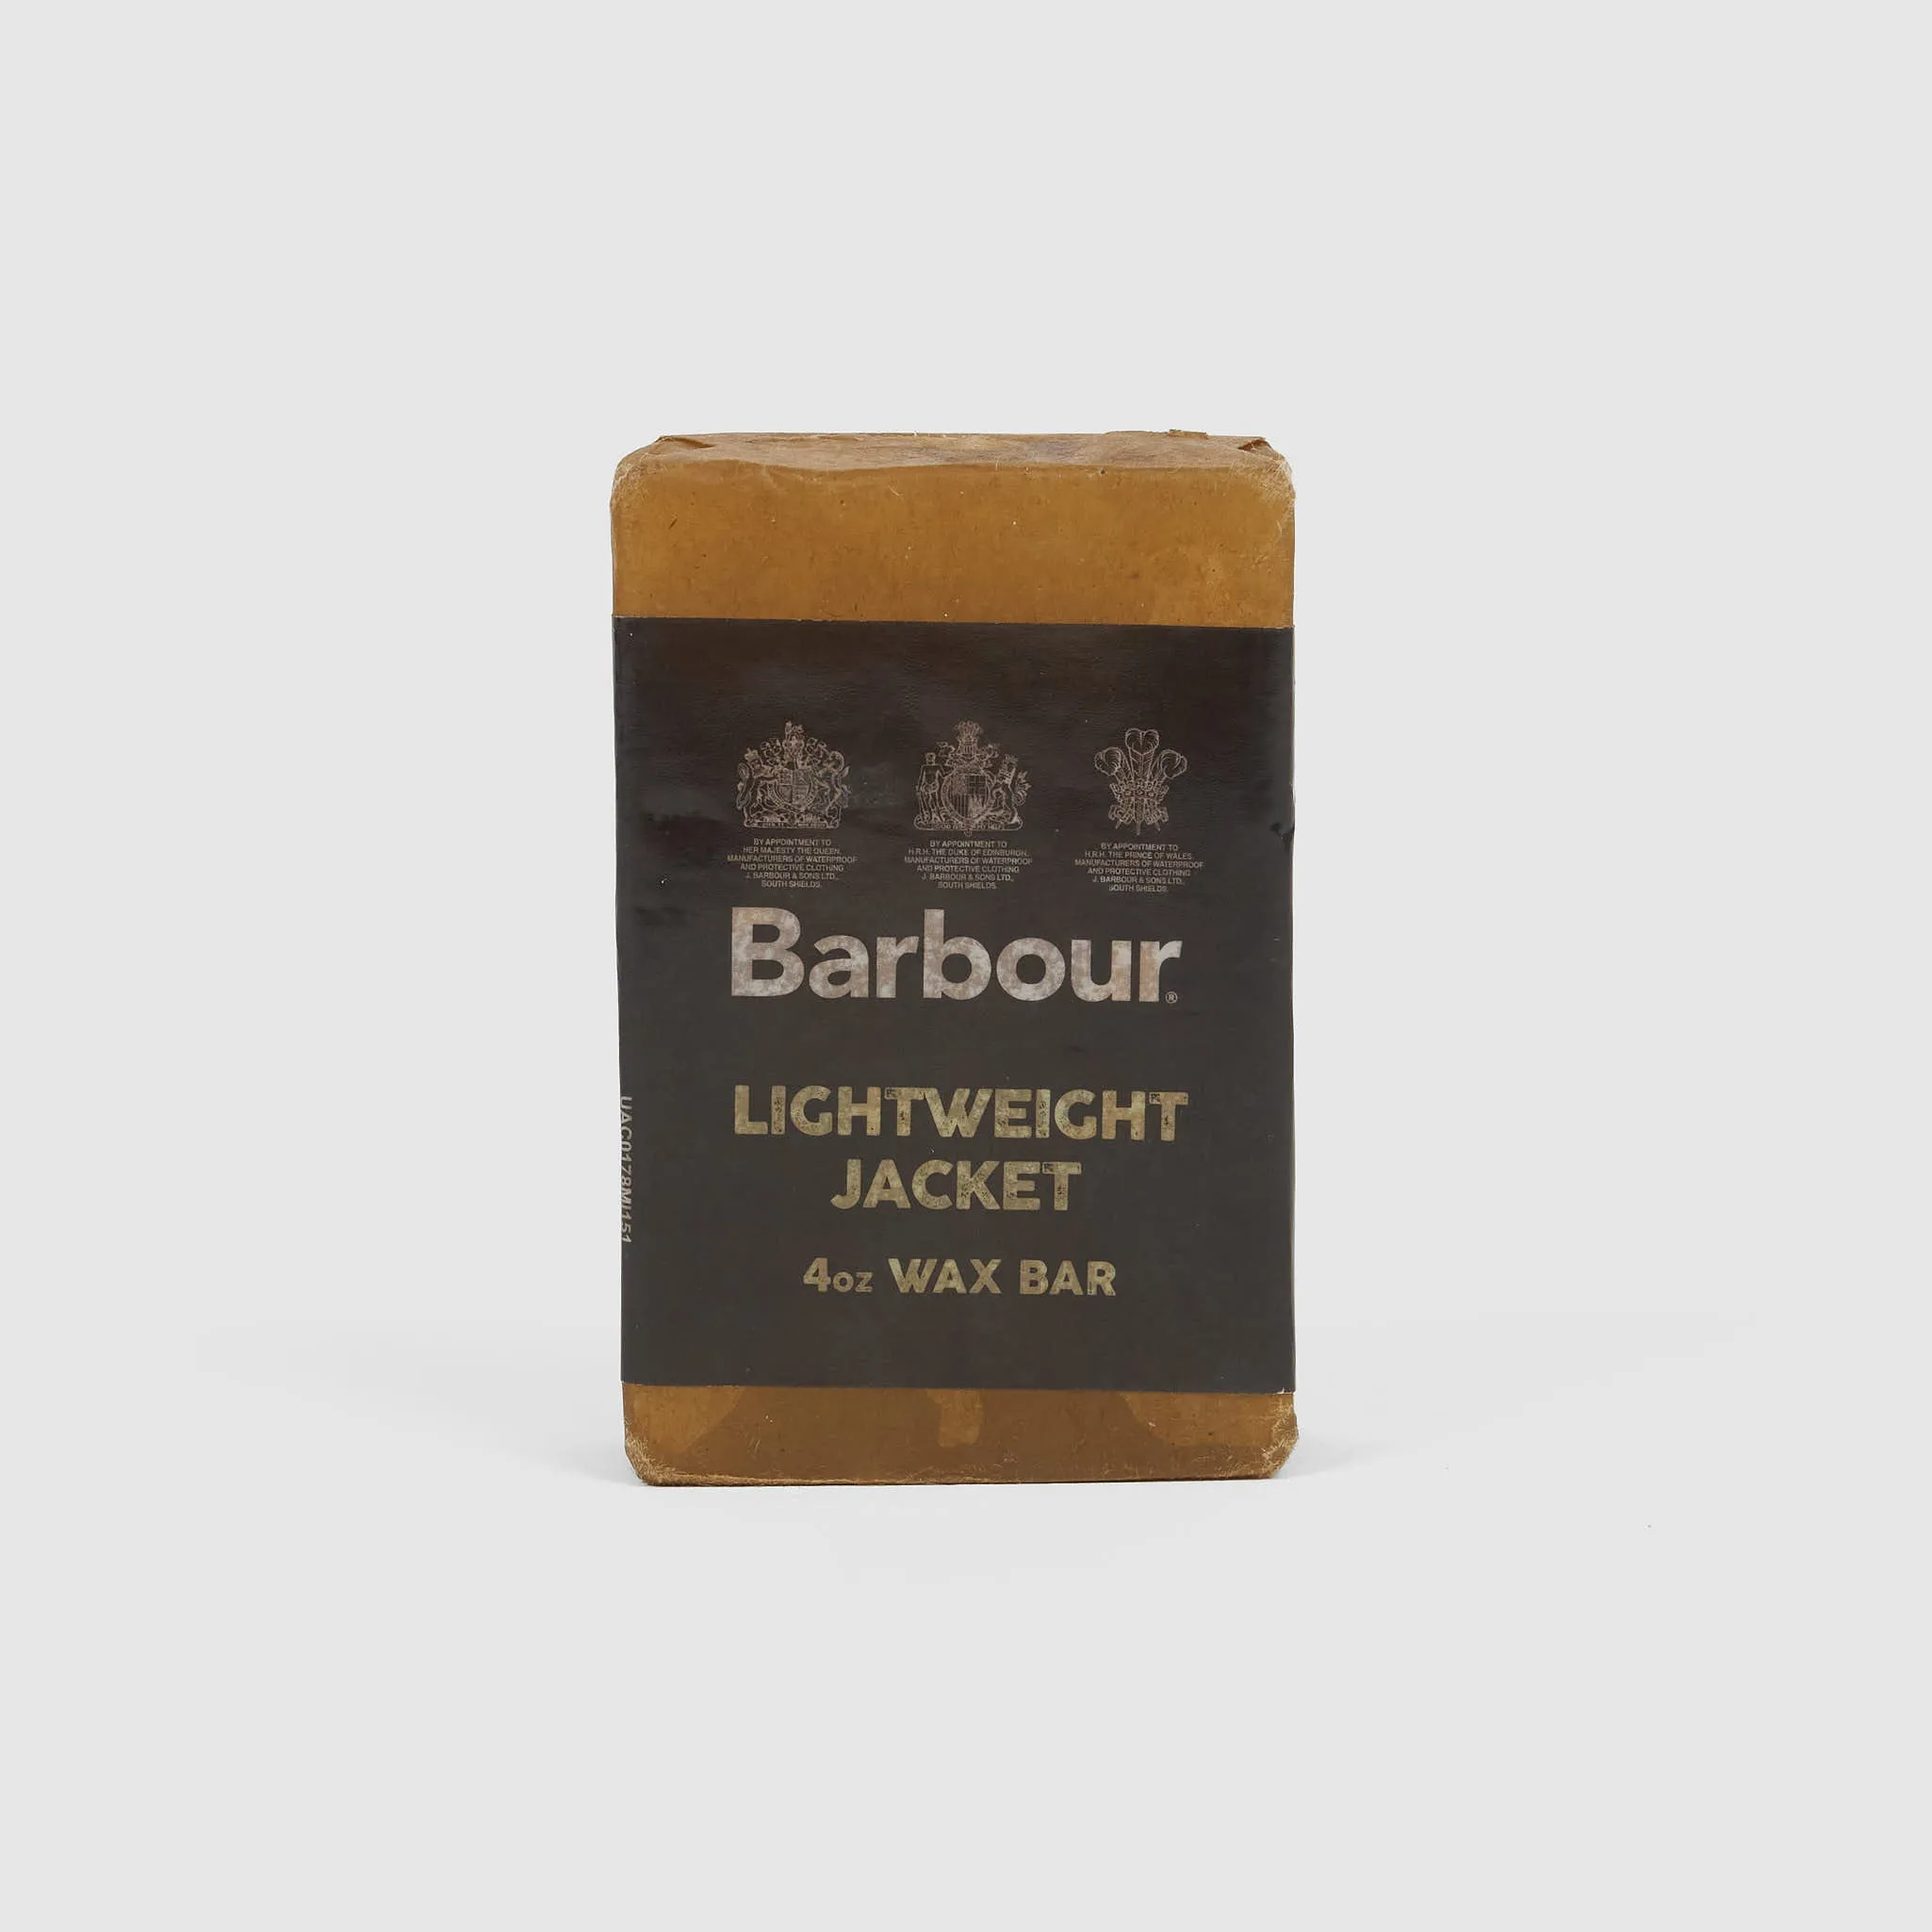 BY APPOINTMENT TO
HER MAJESTY THE QUEEN,
MANUFACTURERS OF WATERPROOF
AND PROTECTIVE CLOTHING
J. BARBOUR & SONS LTD.,
SOUTH SHIELDS.
BY APPOINTMENT TO
H.R.H. THE DUKE OF EDINBURGH,
MANUFACTURERS OF WATERPROOF
AND PROTECTIVE CLOTHING
J. BARBOUR & SONS LTD.,
SOUTH SHIELDS.
BY APPOINTMENT TO
H.R.H. THE PRINCE OF WALES,
MANUFACTURERS OF WATERPROOF
AND PROTECTIVE CLOTHING
J. BARBOUR & SONS LTD.,
SOUTH SHIELDS.
Barbour®
LIGHTWEIGHT
JACKET
4oz WAX BAR